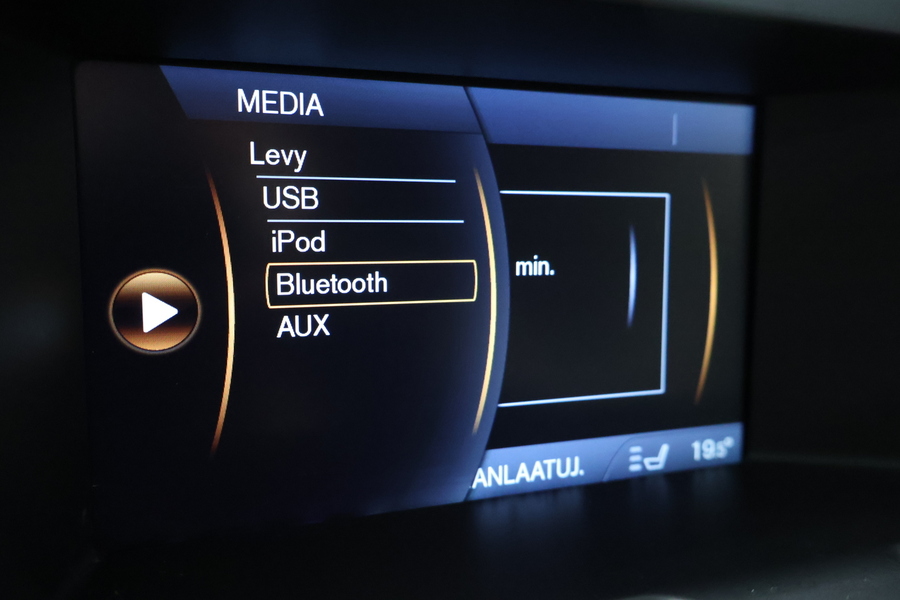 MEDIA
Levy
USB
iPod
Bluetooth
AUX
min.
ANLAATUJ.
19.5°